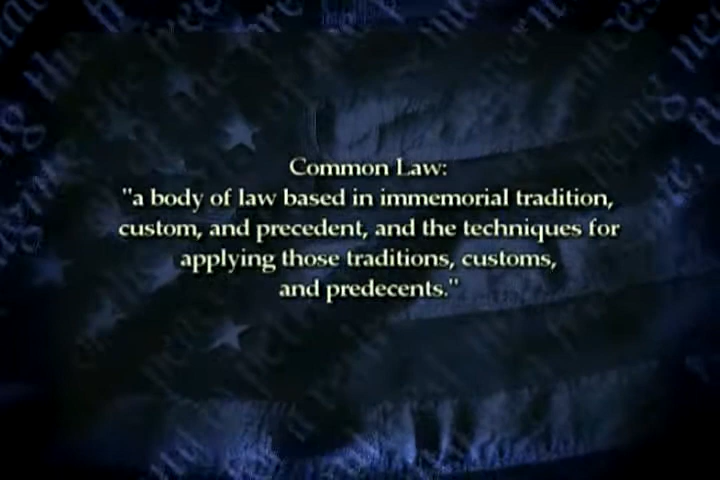 Common Law:
"a body of law based in immemorial tradition,
custom, and precedent, and the techniques for
applying those traditions, customs,
and predecents."